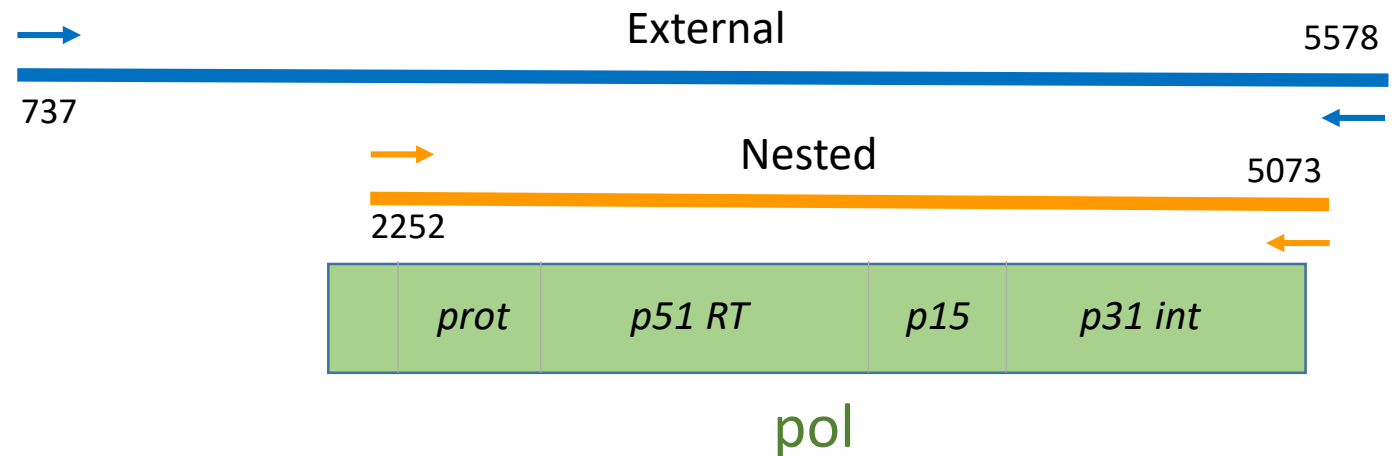 External
5578
737
Nested
5073
2252
prot p51 RT p15 p31 int
pol